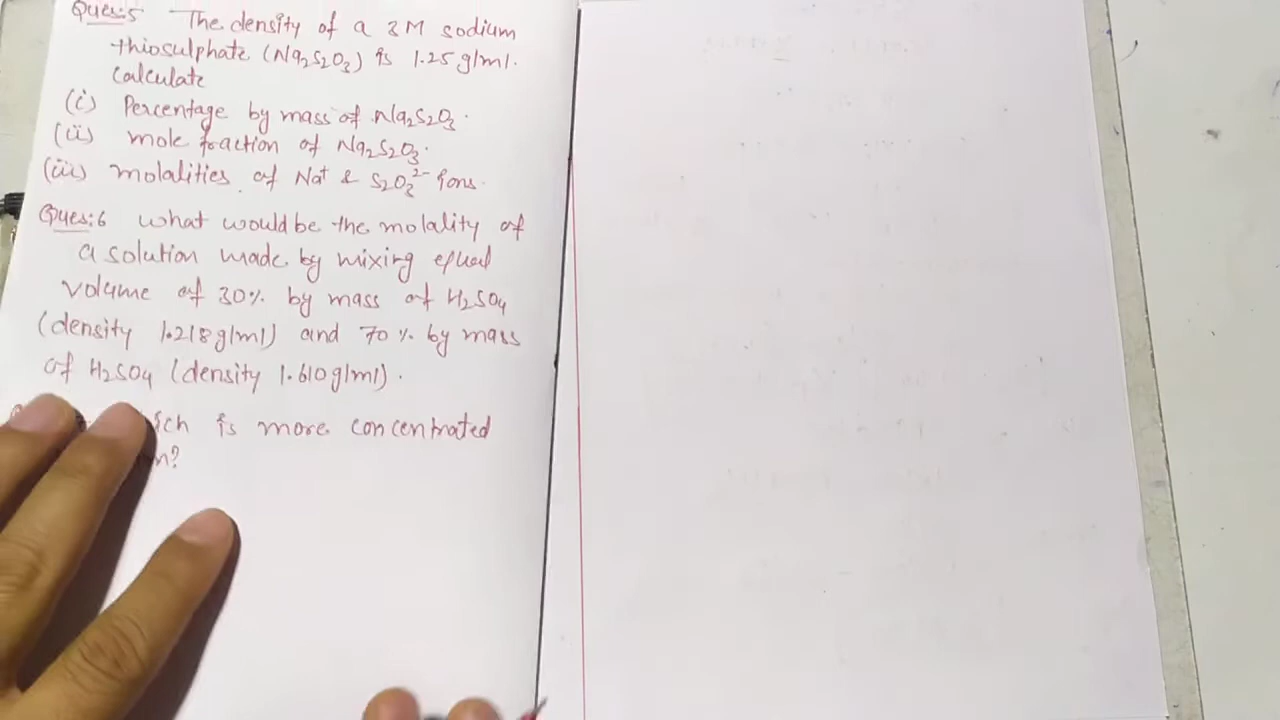 Ques:5 The density of a 3M sodium
thiosulphate (Na2S2O3) is 1.25 g/ml.
Calculate
(i) Percentage by mass of Na2S2O3.
(ii) mole fraction of Na2S2O3.
(iii) molalities of Na+ & S2O3 2- ions.
Ques:6 What would be the molality of
a solution made by mixing equal
volume of 30% by mass of H2SO4
(density 1.218 g/ml) and 70% by mass
of H2SO4 (density 1.610 g/ml).
is more concentrated